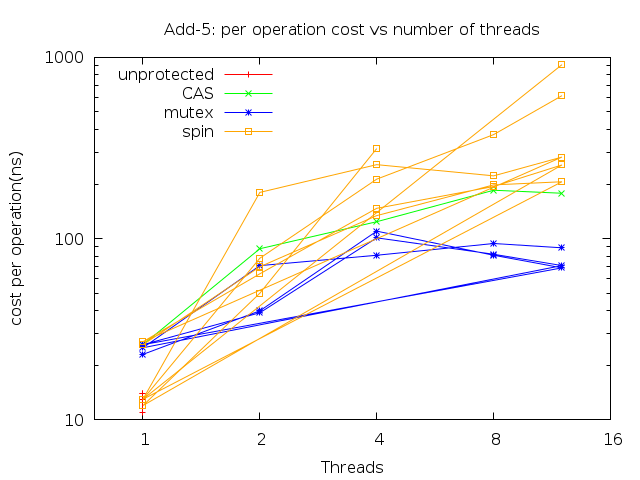 Add-5: per operation cost vs number of threads
1000
100
10
cost per operation(ns)
unprotected
CAS
mutex
spin
1 2 4 8 16
Threads